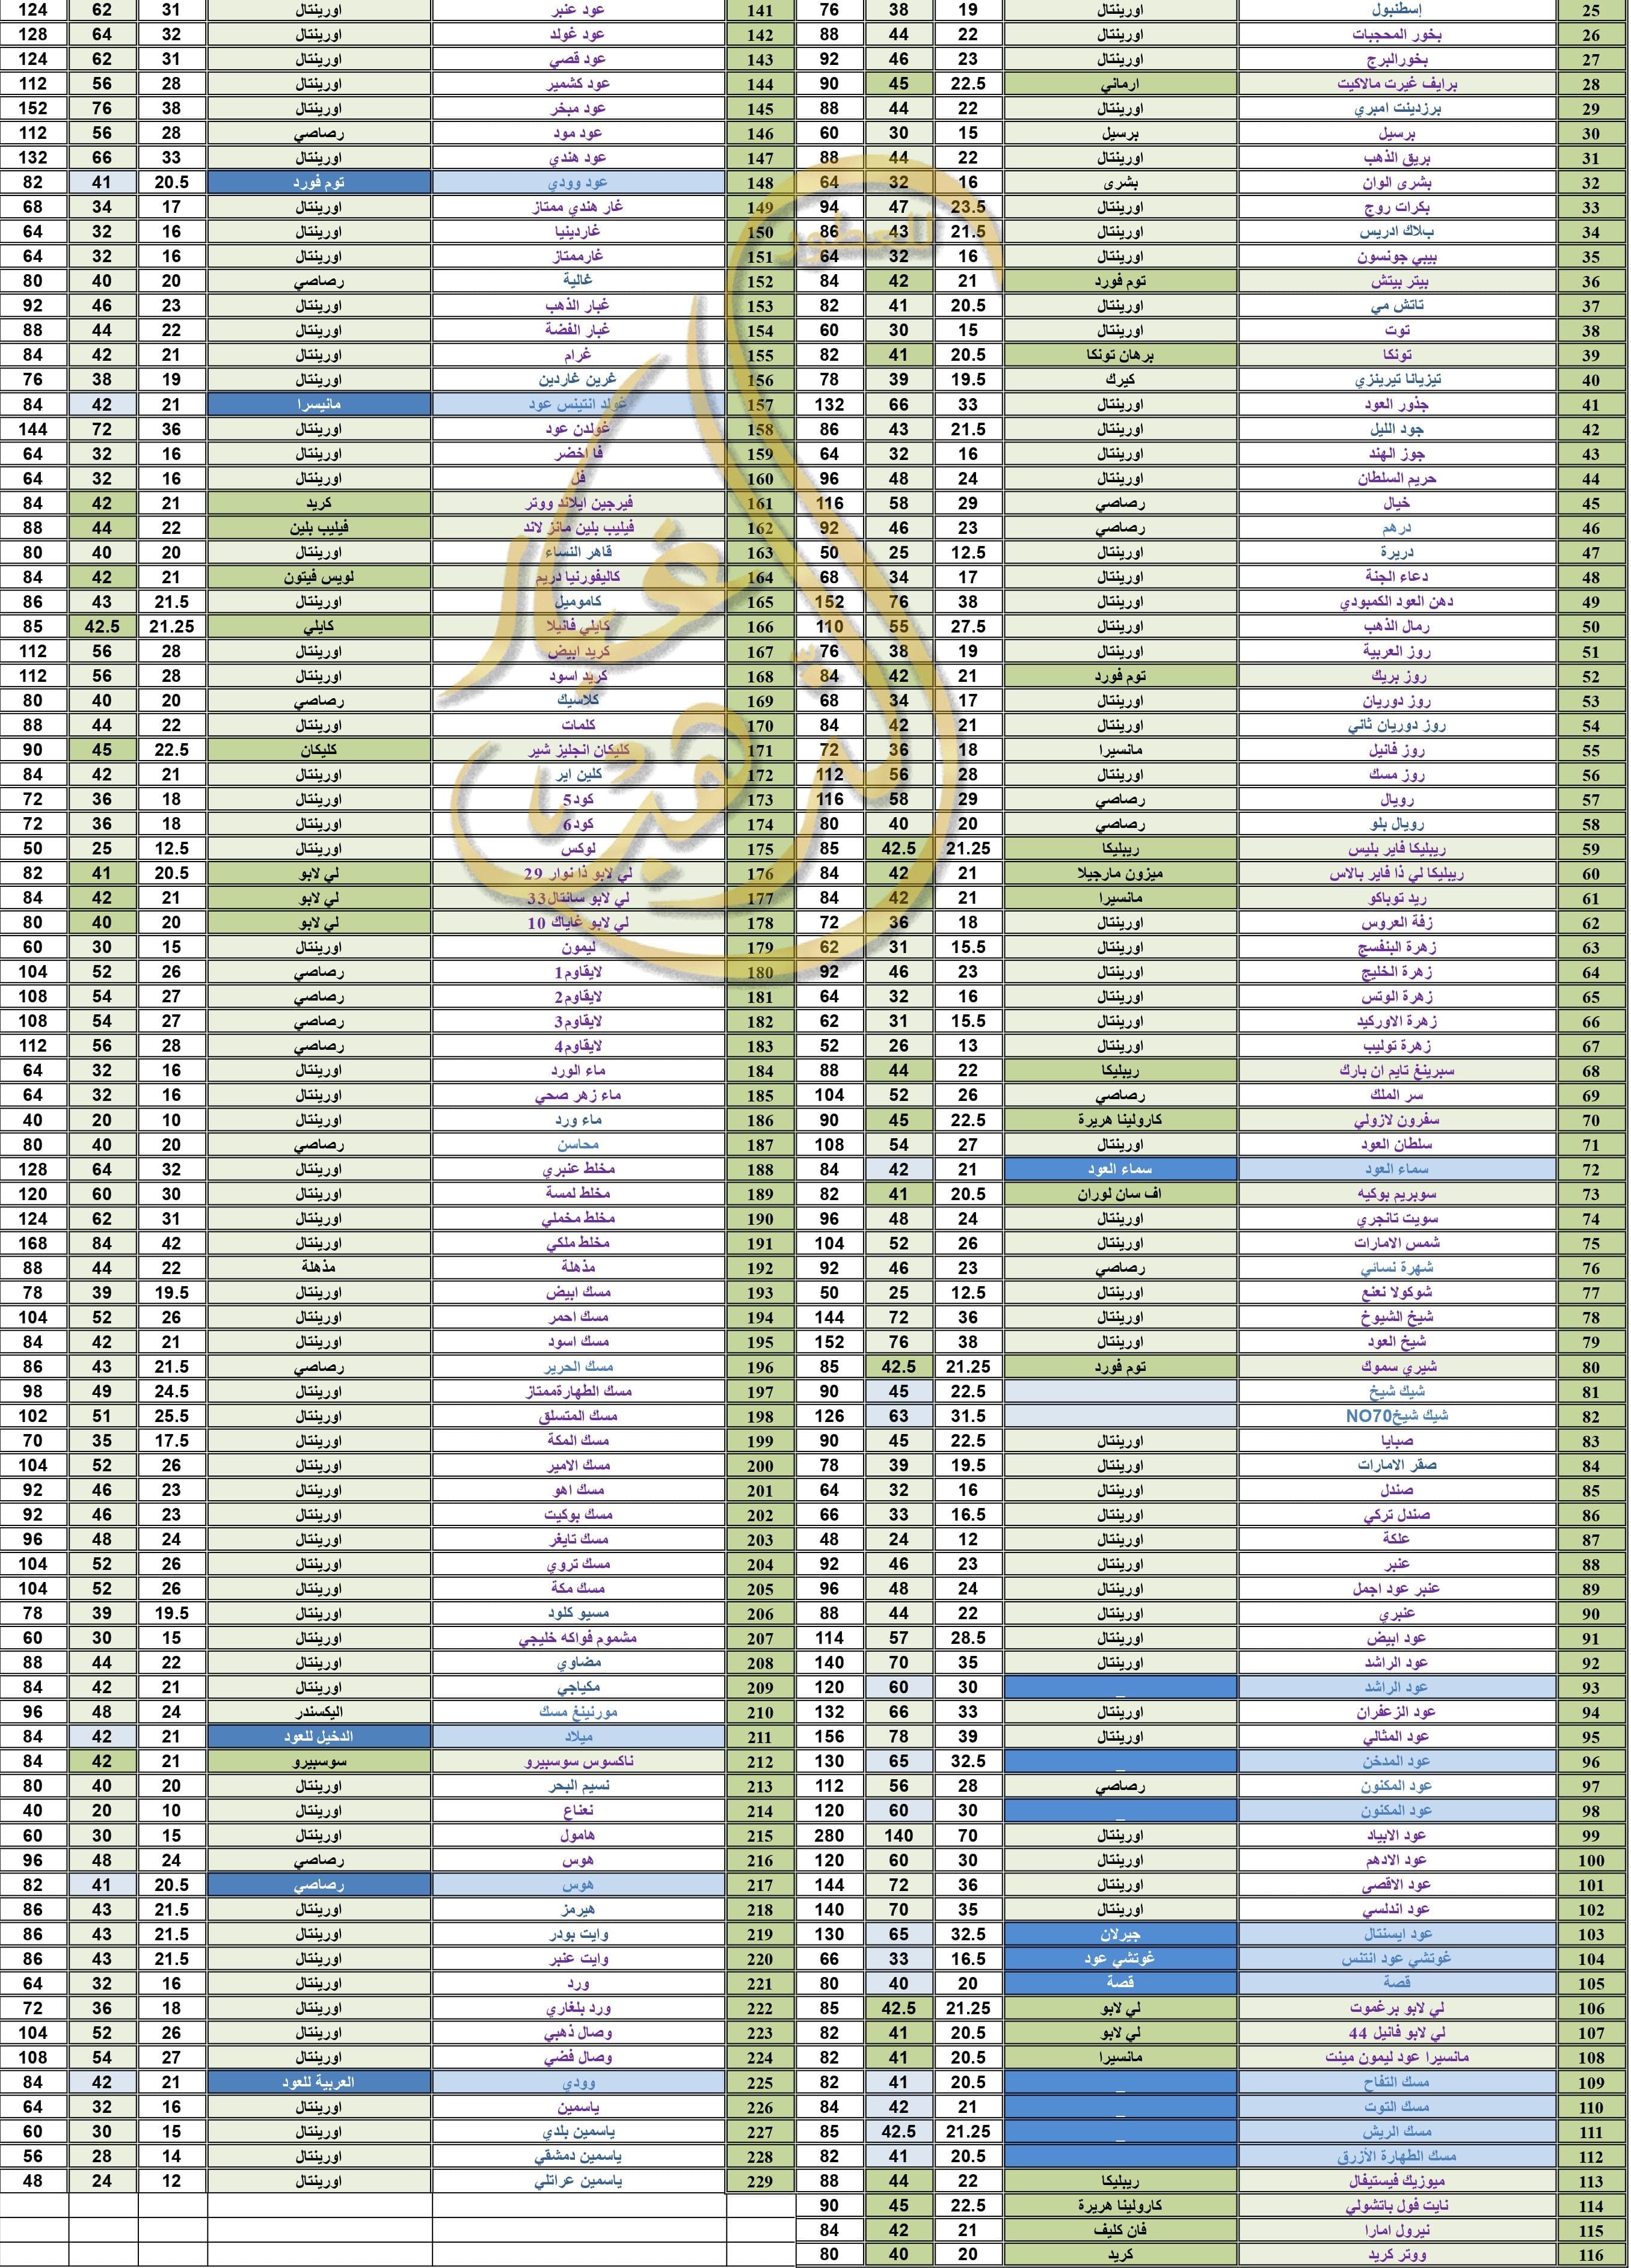 25 إسطنبول اورينتال 19 38 76
26 بخور المحجبات اورينتال 22 44 88
27 بخورالبرج اورينتال 23 46 92
28 برايف غيرت مالاكيت ارماني 22.5 45 90
29 برزدينت امبري اورينتال 22 44 88
30 برسيل برسيل 15 30 60
31 بريق الذهب اورينتال 22 44 88
32 بشرى الوان بشرى 16 32 64
33 بكرات روج اورينتال 23.5 47 94
34 بلاك ادريس اورينتال 21.5 43 86
35 بيبي جونسون اورينتال 16 32 64
36 بيتر بيتش توم فورد 21 42 84
37 تاتش مي اورينتال 20.5 41 82
38 توت اورينتال 15 30 60
39 تونكا برهان تونكا 20.5 41 82
40 تيزيانا تيرينزي كيرك 19.5 39 78
41 جذور العود اورينتال 33 66 132
42 جود الليل اورينتال 21.5 43 86
43 جوز الهند اورينتال 16 32 64
44 حريم السلطان اورينتال 24 48 96
45 خيال رصاصي 29 58 116
46 درهم رصاصي 23 46 92
47 دريرة اورينتال 12.5 25 50
48 دعاء الجنة اورينتال 17 34 68
49 دهن العود الكمبودي اورينتال 38 76 152
50 رمال الذهب اورينتال 27.5 55 110
51 روز العربية اورينتال 19 38 76
52 روز بريك توم فورد 21 42 84
53 روز دوريان اورينتال 17 34 68
54 روز دوريان ثاني اورينتال 21 42 84
55 روز فانيل مانسيرا 18 36 72
56 روز مسك اورينتال 28 56 112
57 رويال رصاصي 29 58 116
58 رويال بلو رصاصي 20 40 80
59 ريبليكا فاير بليس ريبليكا 21.25 42.5 85
60 ريبليكا لي ذا فاير بالاس ميزون مارجيلا 21 42 84
61 ريد توباكو مانسيرا 21 42 84
62 زفة العروس اورينتال 18 36 72
63 زهرة البنفسج اورينتال 15.5 31 62
64 زهرة الخليج اورينتال 23 46 92
65 زهرة الوتس اورينتال 16 32 64
66 زهرة الاوركيد اورينتال 15.5 31 62
67 زهرة توليب اورينتال 13 26 52
68 سبرينغ تايم ان بارك ريبليكا 22 44 88
69 سر الملك رصاصي 26 52 104
70 سفرون لازولي كارولينا هريرة 22.5 45 90
71 سلطان العود اورينتال 27 54 108
72 سماء العود سماء العود 21 42 84
73 سوبريم بوكيه اف سان لوران 20.5 41 82
74 سويت تانجري اورينتال 24 48 96
75 شمس الامارات اورينتال 26 52 104
76 شهرة نسائي رصاصي 23 46 92
77 شوكولا نعنع اورينتال 12.5 25 50
78 شيخ الشيوخ اورينتال 36 72 144
79 شيخ العود اورينتال 38 76 152
80 شيري سموك توم فورد 21.25 42.5 85
81 شيك شيخ 22.5 45 90
82 شيك شيخNO70 31.5 63 126
83 صبايا اورينتال 22.5 45 90
84 صقر الامارات اورينتال 19.5 39 78
85 صندل اورينتال 16 32 64
86 صندل تركي اورينتال 16.5 33 66
87 علكة اورينتال 12 24 48
88 عنبر اورينتال 23 46 92
89 عنبر عود اجمل اورينتال 24 48 96
90 عنبري اورينتال 22 44 88
91 عود ابيض اورينتال 28.5 57 114
92 عود الراشد اورينتال 35 70 140
93 عود الراشد _ 30 60 120
94 عود الزعفران اورينتال 33 66 132
95 عود المثالي اورينتال 39 78 156
96 عود المدخن _ 32.5 65 130
97 عود المكنون رصاصي 28 56 112
98 عود المكنون _ 30 60 120
99 عود الابياد اورينتال 70 140 280
100 عود الادهم اورينتال 30 60 120
101 عود الاقصى اورينتال 36 72 144
102 عود اندلسي اورينتال 35 70 140
103 عود ايسنتال جيرلان 32.5 65 130
104 غوتشي عود انتنس غوتشي عود 16.5 33 66
105 قصة قصة 20 40 80
106 لي لابو برغموت لي لابو 21.25 42.5 85
107 لي لابو فانيل 44 لي لابو 20.5 41 82
108 مانسيرا عود ليمون مينت مانسيرا 20.5 41 82
109 مسك التفاح _ 20.5 41 82
110 مسك التوت _ 21 42 84
111 مسك الريش _ 21.25 42.5 85
112 مسك الطهارة الأزرق 20.5 41 82
113 ميوزيك فيستيفال ريبليكا 22 44 88
114 نايت فول باتشولي كارولينا هريرة 22.5 45 90
115 نيرول امارا فان كليف 21 42 84
116 ووتر كريد كريد 20 40 80
141 عود عنبر اورينتال 31 62 124
142 عود غولد اورينتال 32 64 128
143 عود قصي اورينتال 31 62 124
144 عود كشمير اورينتال 28 56 112
145 عود مبخر اورينتال 38 76 152
146 عود مود رصاصي 28 56 112
147 عود هندي اورينتال 33 66 132
148 عود وودي توم فورد 20.5 41 82
149 غار هندي ممتاز اورينتال 17 34 68
150 غاردينيا اورينتال 16 32 64
151 غارممتاز اورينتال 16 32 64
152 غالية رصاصي 20 40 80
153 غبار الذهب اورينتال 23 46 92
154 غبار الفضة اورينتال 22 44 88
155 غرام اورينتال 21 42 84
156 غرين غاردين اورينتال 19 38 76
157 غولد انتينس عود مانيسرا 21 42 84
158 غولدن عود اورينتال 36 72 144
159 فا اخضر اورينتال 16 32 64
160 فل اورينتال 16 32 64
161 فيرجين ايلاند ووتر كريد 21 42 84
162 فيليب بلين مانز لاند فيليب بلين 22 44 88
163 قاهر النساء اورينتال 20 40 80
164 كاليفورنيا دريم لويس فيتون 21 42 84
165 كاموميل اورينتال 21.5 43 86
166 كايلي فانيلا كايلي 21.25 42.5 85
167 كريد ابيض اورينتال 28 56 112
168 كريد اسود اورينتال 28 56 112
169 كلاسيك رصاصي 20 40 80
170 كلمات اورينتال 22 44 88
171 كليكان انجليز شير كليكان 22.5 45 90
172 كلين اير اورينتال 21 42 84
173 كود5 اورينتال 18 36 72
174 كود6 اورينتال 18 36 72
175 لوكس اورينتال 12.5 25 50
176 لي لابو ذا نوار 29 لي لابو 20.5 41 82
177 لي لابو سانتال33 لي لابو 21 42 84
178 لي لابو غاياك 10 لي لابو 20 40 80
179 ليمون اورينتال 15 30 60
180 لايقاوم1 رصاصي 26 52 104
181 لايقاوم2 رصاصي 27 54 108
182 لايقاوم3 رصاصي 27 54 108
183 لايقاوم4 رصاصي 28 56 112
184 ماء الورد اورينتال 16 32 64
185 ماء زهر صحي اورينتال 16 32 64
186 ماء ورد اورينتال 10 20 40
187 محاسن رصاصي 20 40 80
188 مخلط عنبري اورينتال 32 64 128
189 مخلط لمسة اورينتال 30 60 120
190 مخلط مخملي اورينتال 31 62 124
191 مخلط ملكي اورينتال 42 84 168
192 مذهلة مذهلة 22 44 88
193 مسك ابيض اورينتال 19.5 39 78
194 مسك احمر اورينتال 26 52 104
195 مسك اسود اورينتال 21 42 84
196 مسك الحرير رصاصي 21.5 43 86
197 مسك الطهارةممتاز اورينتال 24.5 49 98
198 مسك المتسلق اورينتال 25.5 51 102
199 مسك المكة اورينتال 17.5 35 70
200 مسك الامير اورينتال 26 52 104
201 مسك اهو اورينتال 23 46 92
202 مسك بوكيت اورينتال 23 46 92
203 مسك تايغر اورينتال 24 48 96
204 مسك تروي اورينتال 26 52 104
205 مسك مكة اورينتال 26 52 104
206 مسيو كلود اورينتال 19.5 39 78
207 مشموم فواكه خليجي اورينتال 15 30 60
208 مضاوي اورينتال 22 44 88
209 مكياجي اورينتال 21 42 84
210 مورنينغ مسك اليكسندر 24 48 96
211 ميلاد الدخيل للعود 21 42 84
212 ناكسوس سوسبيرو سوسبيرو 21 42 84
213 نسيم البحر اورينتال 20 40 80
214 نعناع اورينتال 10 20 40
215 هامول اورينتال 15 30 60
216 هوس رصاصي 24 48 96
217 هوس رصاصي 20.5 41 82
218 هيرمز اورينتال 21.5 43 86
219 وايت بودر اورينتال 21.5 43 86
220 وايت عنبر اورينتال 21.5 43 86
221 ورد اورينتال 16 32 64
222 ورد بلغاري اورينتال 18 36 72
223 وصال ذهبي اورينتال 26 52 104
224 وصال فضي اورينتال 27 54 108
225 وودي العربية للعود 21 42 84
226 ياسمين اورينتال 16 32 64
227 ياسمين بلدي اورينتال 15 30 60
228 ياسمين دمشقي اورينتال 14 28 56
229 ياسمين عراتلي اورينتال 12 24 48
غبار الذهب
للعطور